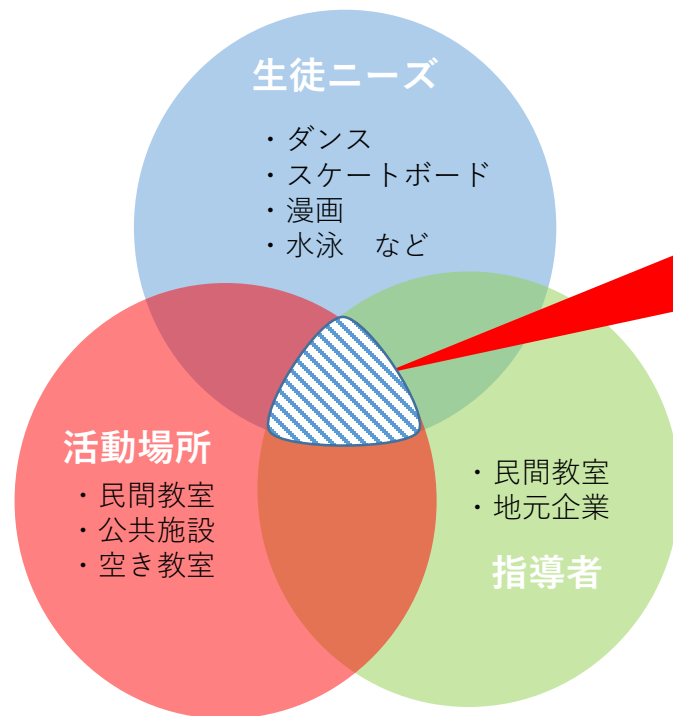 生徒ニーズ
・ダンス
・スケートボード
・漫画
・水泳　など
活動場所
・民間教室
・公共施設
・空き教室
・民間教室
・地元企業
指導者